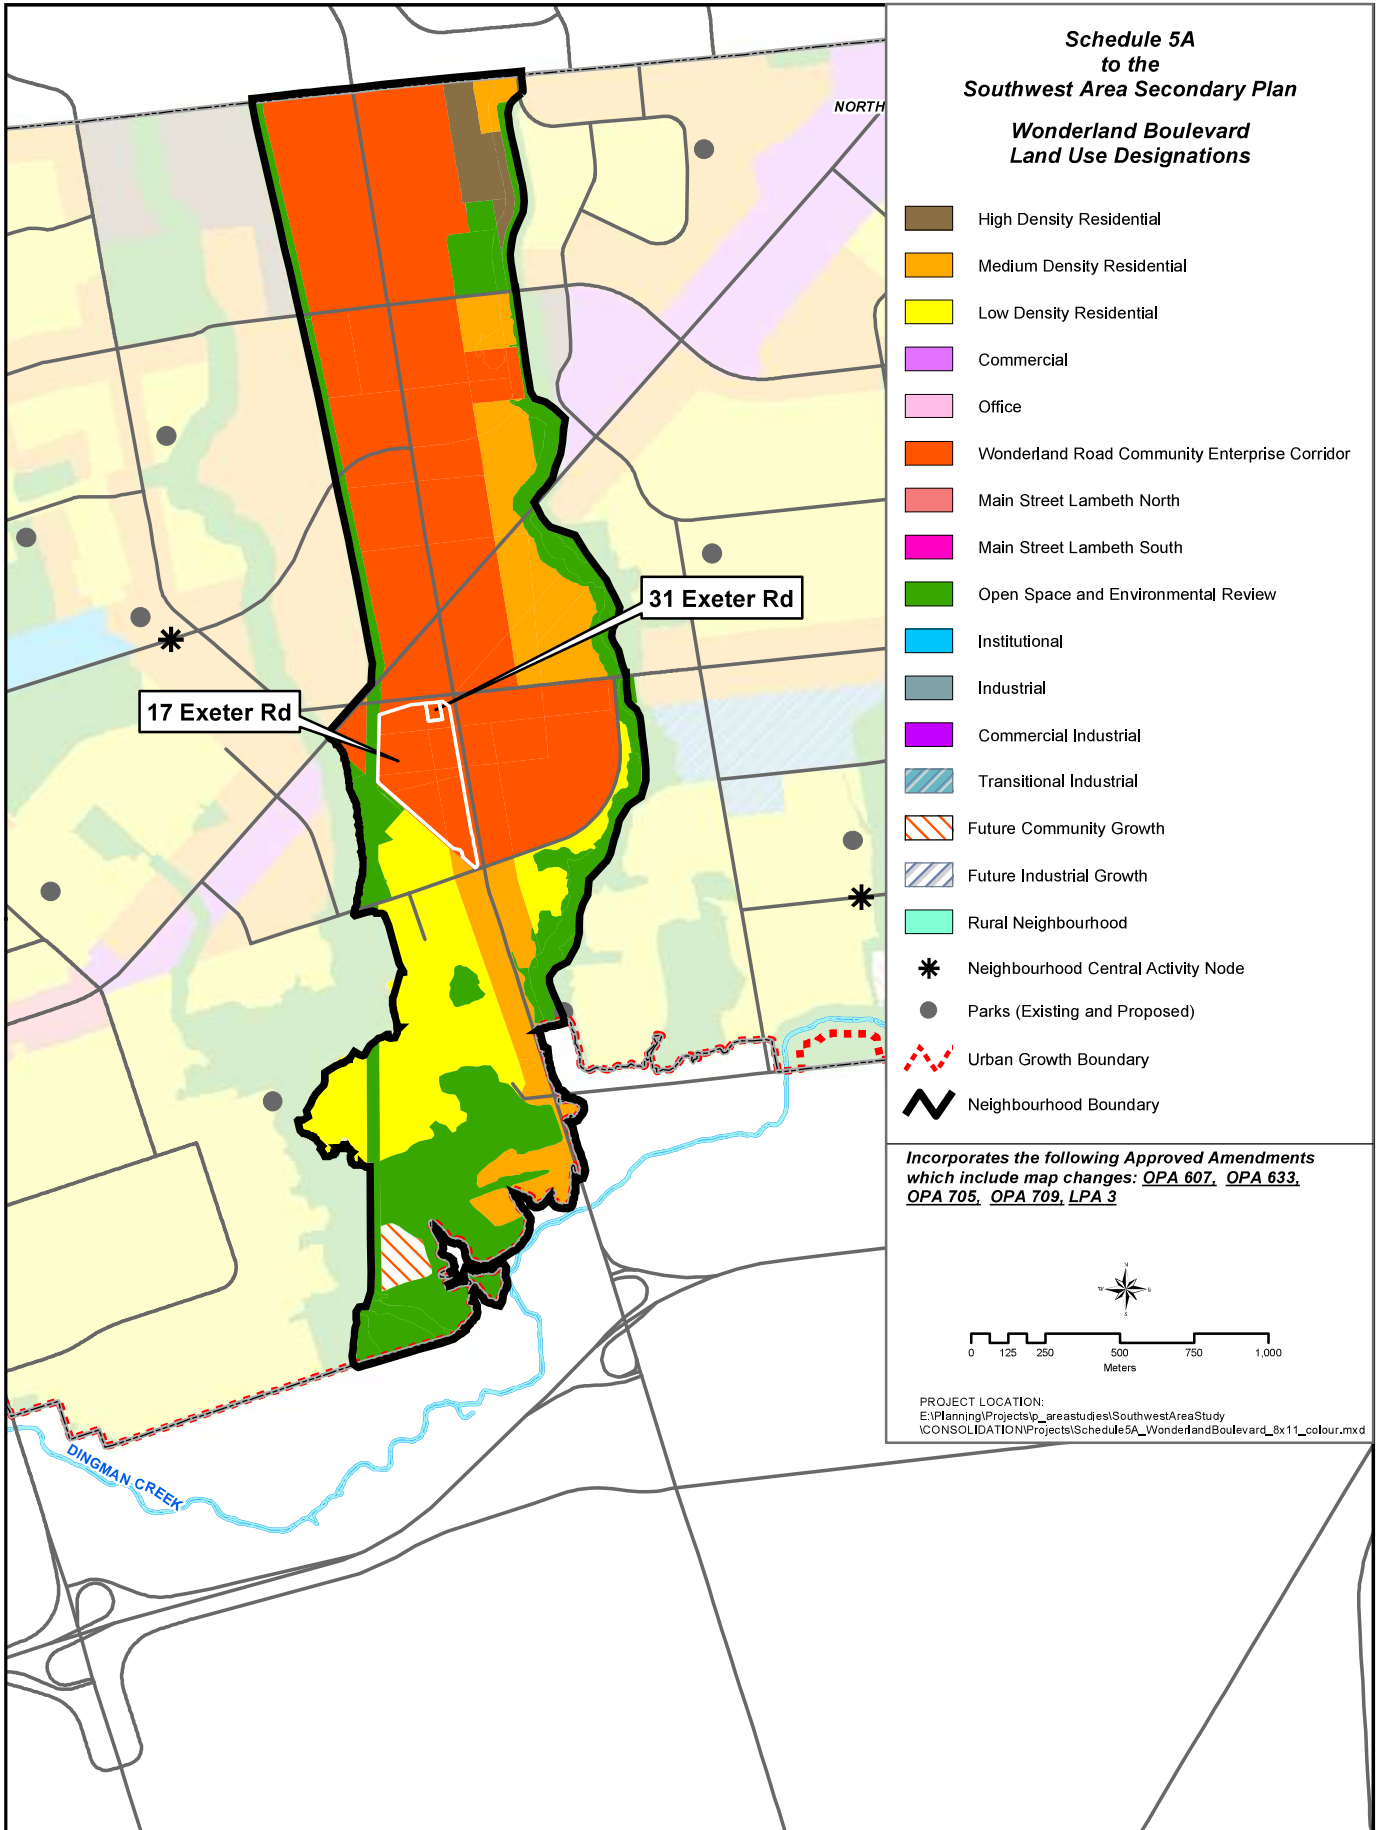 Schedule 5A
to the
Southwest Area Secondary Plan
Wonderland Boulevard
Land Use Designations
High Density Residential
Medium Density Residential
Low Density Residential
Commercial
Office
Wonderland Road Community Enterprise Corridor
Main Street Lambeth North
Main Street Lambeth South
Open Space and Environmental Review
Institutional
Industrial
Commercial Industrial
Transitional Industrial
Future Community Growth
Future Industrial Growth
Rural Neighbourhood
Neighbourhood Central Activity Node
Parks (Existing and Proposed)
Urban Growth Boundary
Neighbourhood Boundary
Incorporates the following Approved Amendments
which include map changes: OPA 607, OPA 633,
OPA 705, OPA 709, LPA 3
N
W E
S
0 125 250 500 750 1,000
Meters
PROJECT LOCATION:
E:\Planning\Projects\p_areastudies\SouthwestAreaStudy
\CONSOLIDATION\Projects\Schedule5A_WonderlandBoulevard_8x11_colour.mxd
NORTH
31 Exeter Rd
17 Exeter Rd
DINGMAN CREEK